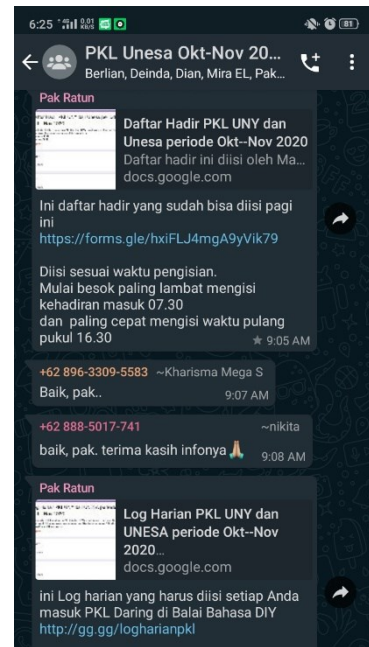 6:25
0,01
KB/S
81
PKL Unesa Okt-Nov 20...
Berlian, Deinda, Dian, Mira EL, Pak...
Pak Ratun
Daftar Hadir PKL UNY dan
Unesa periode Okt--Nov
2020
Daftar hadir ini diisi oleh Ma...
docs.google.com
Ini daftar hadir yang sudah bisa diisi pagi
ini
https://forms.gle/hxiFLJ4mgA9yVik79
Diisi sesuai waktu pengisian.
Mulai besok paling lambat mengisi
kehadiran masuk 07.30
dan paling cepat mengisi waktu pulang
pukul 16.30
★ 9:05 AM
+62 896-3309-5583 ~Kharisma Mega S
Baik, pak..
9:07 AM
+62 888-5017-741 ~nikita
baik, pak. terima kasih infonya🙏🏼
9:08 AM
Pak Ratun
Log Harian PKL UNY dan
UNESA periode Okt--Nov
2020...
docs.google.com
ini Log harian yang harus diisi setiap Anda
masuk PKL Daring di Balai Bahasa DIY
http://gg.gg/logharianpkl